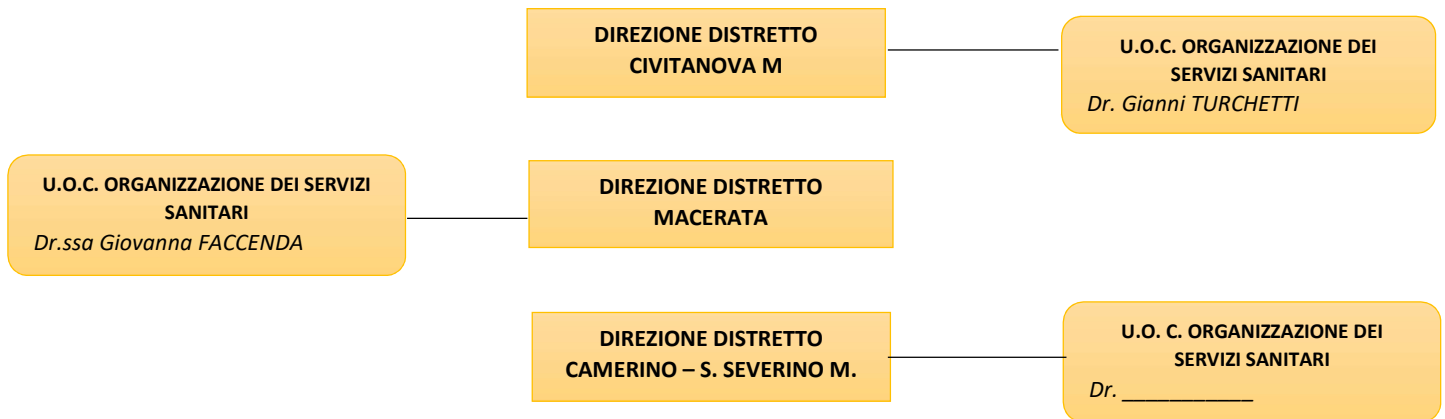 DIREZIONE DISTRETTO
CIVITANOVA M
U.O.C. ORGANIZZAZIONE DEI
SERVIZI SANITARI
Dr. Gianni TURCHETTI
U.O.C. ORGANIZZAZIONE DEI SERVIZI
SANITARI
Dr.ssa Giovanna FACCENDA
DIREZIONE DISTRETTO
MACERATA
DIREZIONE DISTRETTO
CAMERINO – S. SEVERINO M.
U.O. C. ORGANIZZAZIONE DEI
SERVIZI SANITARI
Dr. ____________